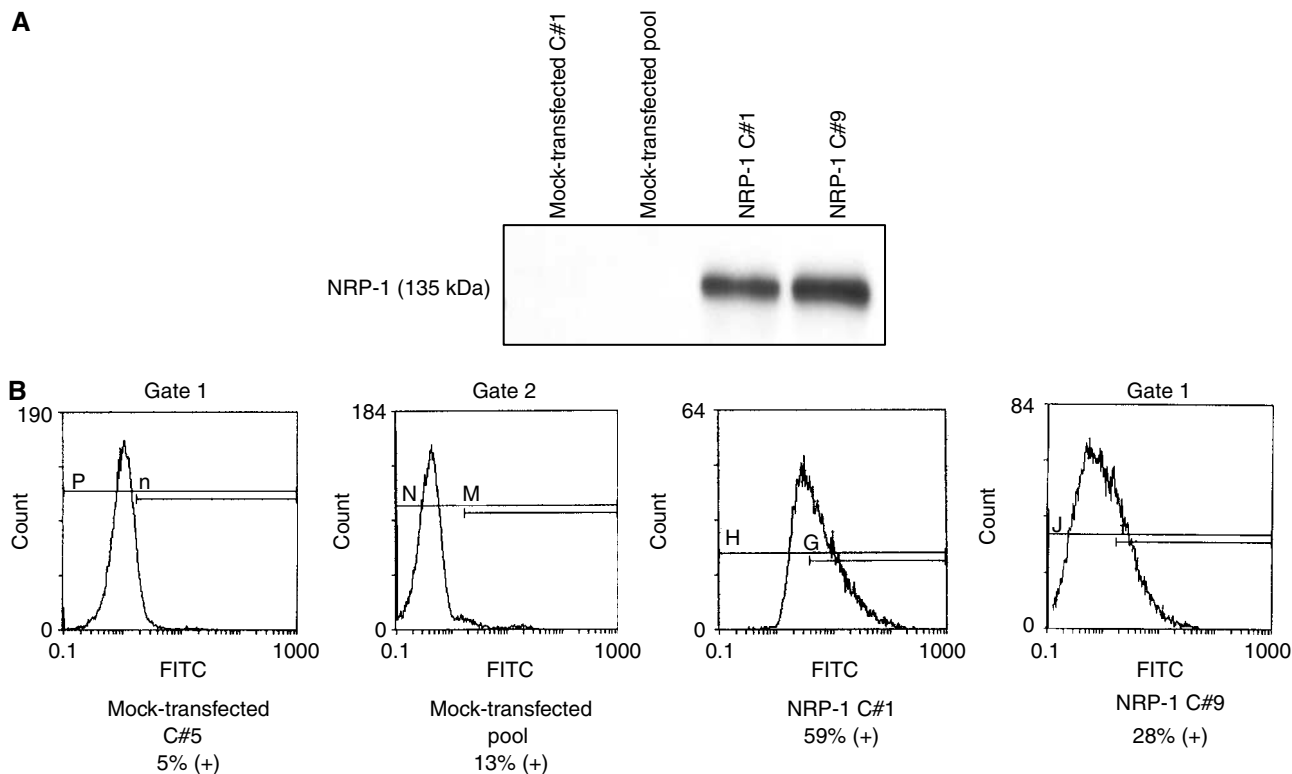 A
Mock-transfected C#1
Mock-transfected pool
NRP-1 C#1
NRP-1 C#9
NRP-1 (135 kDa)
B
Gate 1
190
Count
P
n
0
0.1
1000
FITC
Mock-transfected
C#5
5% (+)
Gate 2
184
Count
N
M
0
0.1
1000
FITC
Mock-transfected
pool
13% (+)
64
Count
H
G
0
0.1
1000
FITC
NRP-1 C#1
59% (+)
Gate 1
84
Count
J
0
0.1
1000
FITC
NRP-1 C#9
28% (+)